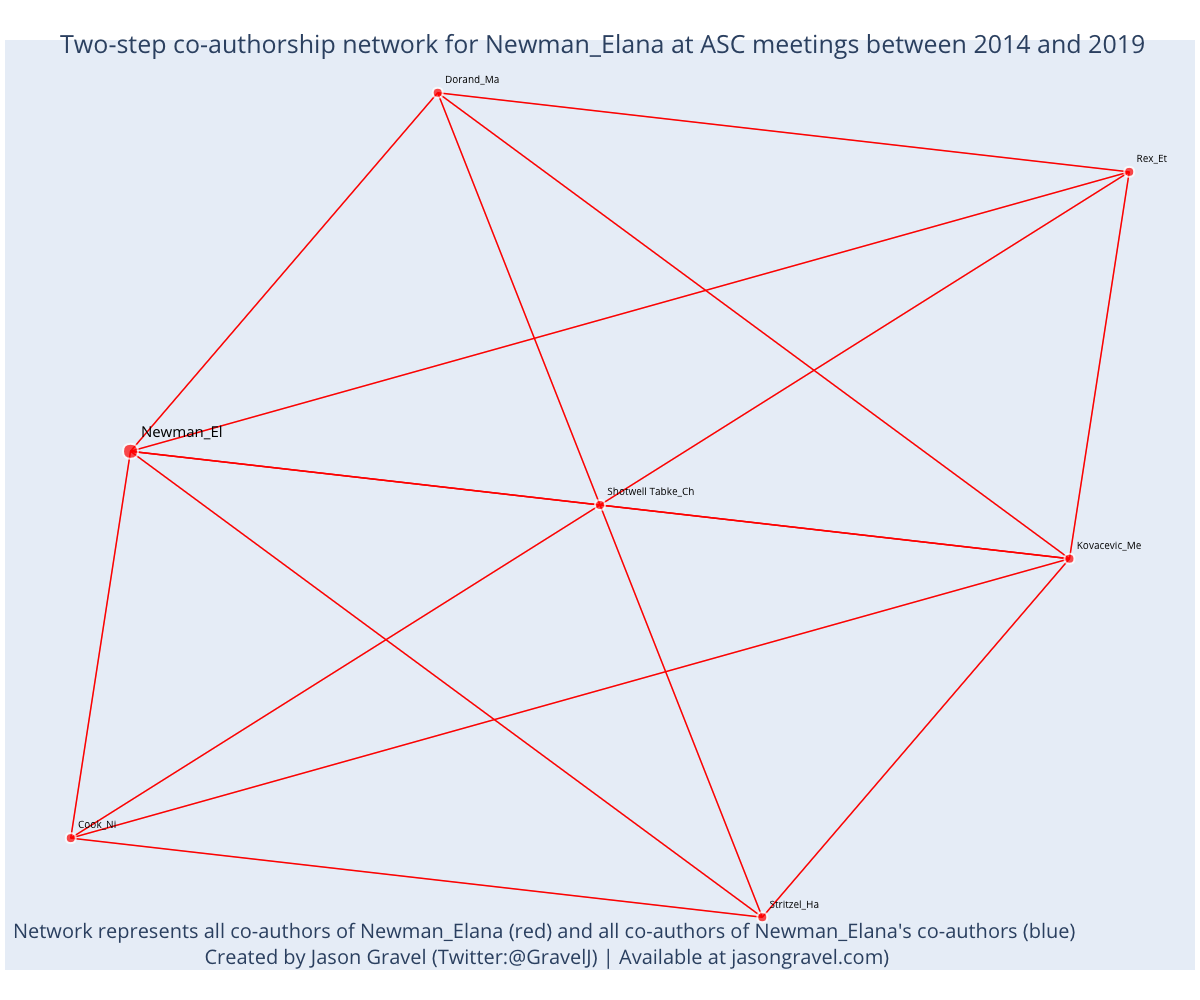 Two-step co-authorship network for Newman_Elana at ASC meetings between 2014 and 2019
Dorand_Ma
Rex_Et
Newman_El
Shotwell Tabke_Ch
Kovacevic_Me
Cook_Ni
Stritzel_Ha
Network represents all co-authors of Newman_Elana (red) and all co-authors of Newman_Elana's co-authors (blue)
Created by Jason Gravel (Twitter:@GravelJ) | Available at jasongravel.com)